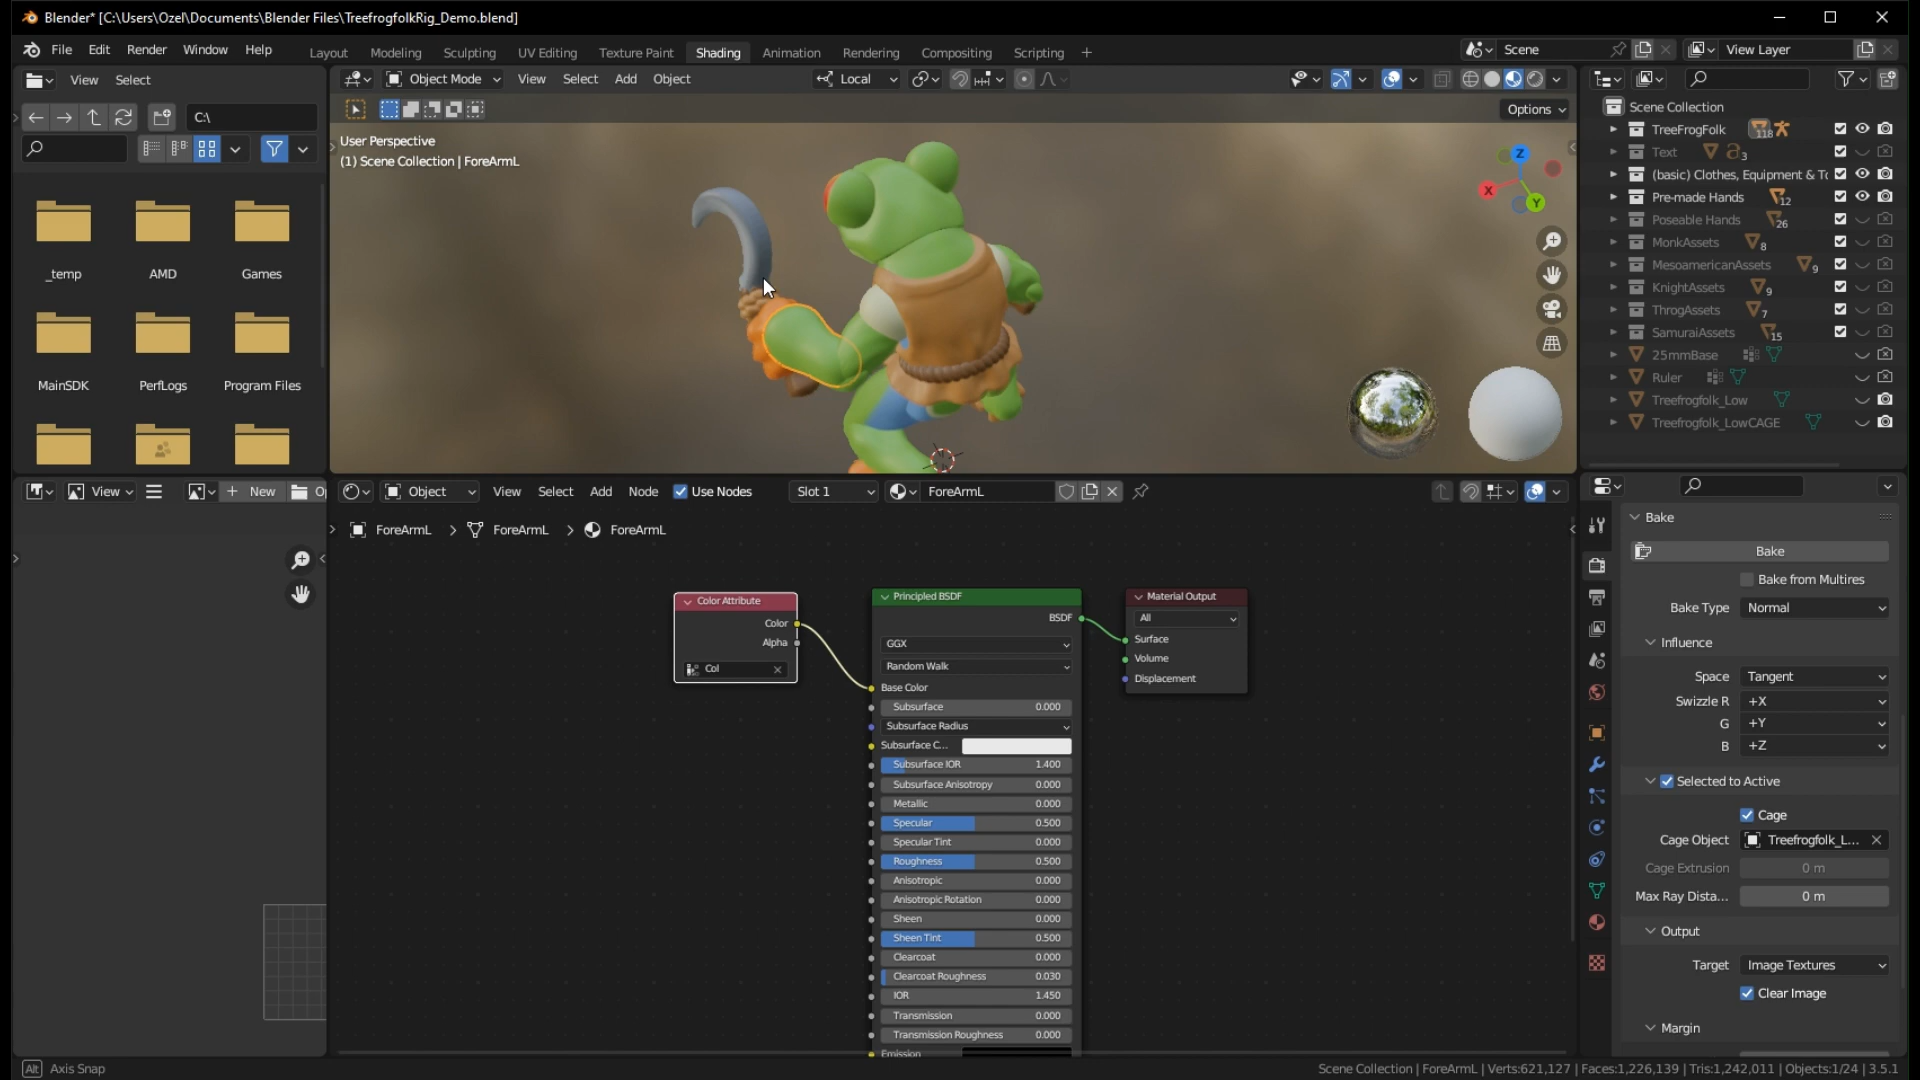 Blender* [C:\Users\Ozel\Documents\Blender Files\TreefrogfolkRig_Demo.blend]
File Edit Render Window Help
Layout Modeling Sculpting UV Editing Texture Paint Shading Animation Rendering Compositing Scripting +
Scene
View Layer
View Select
Object Mode View Select Add Object
Local
C:\
Options
_temp AMD Games
MainSDK PerfLogs Program Files
User Perspective
(1) Scene Collection | ForeArmL
Z
X
Y
Scene Collection
TreeFrogFolk 118
Text 3
(basic) Clothes, Equipment & To
Pre-made Hands 12
Poseable Hands 26
MonkAssets 8
MesoamericanAssets 9
KnightAssets 9
ThrogAssets 7
SamuraiAssets 15
25mmBase
Ruler
Treefrogfolk_Low
Treefrogfolk_LowCAGE
View
+ New
Object View Select Add Node Use Nodes Slot 1 ForeArmL
ForeArmL > ForeArmL > ForeArmL
Color Attribute
Color
Alpha
Col
Principled BSDF
BSDF
GGX
Random Walk
Base Color
Subsurface 0.000
Subsurface Radius
Subsurface C...
Subsurface IOR 1.400
Subsurface Anisotropy 0.000
Metallic 0.000
Specular 0.500
Specular Tint 0.000
Roughness 0.500
Anisotropic 0.000
Anisotropic Rotation 0.000
Sheen 0.000
Sheen Tint 0.500
Clearcoat 0.000
Clearcoat Roughness 0.030
IOR 1.450
Transmission 0.000
Transmission Roughness 0.000
Emission
Material Output
All
Surface
Volume
Displacement
Bake
Bake
Bake from Multires
Bake Type Normal
Influence
Space Tangent
Swizzle R +X
G +Y
B +Z
Selected to Active
Cage
Cage Object Treefrogfolk_L...
Cage Extrusion 0 m
Max Ray Dista... 0 m
Output
Target Image Textures
Clear Image
Margin
Alt Axis Snap
Scene Collection | ForeArmL | Verts:621,127 | Faces:1,226,139 | Tris:1,242,011 | Objects:1/24 | 3.5.1